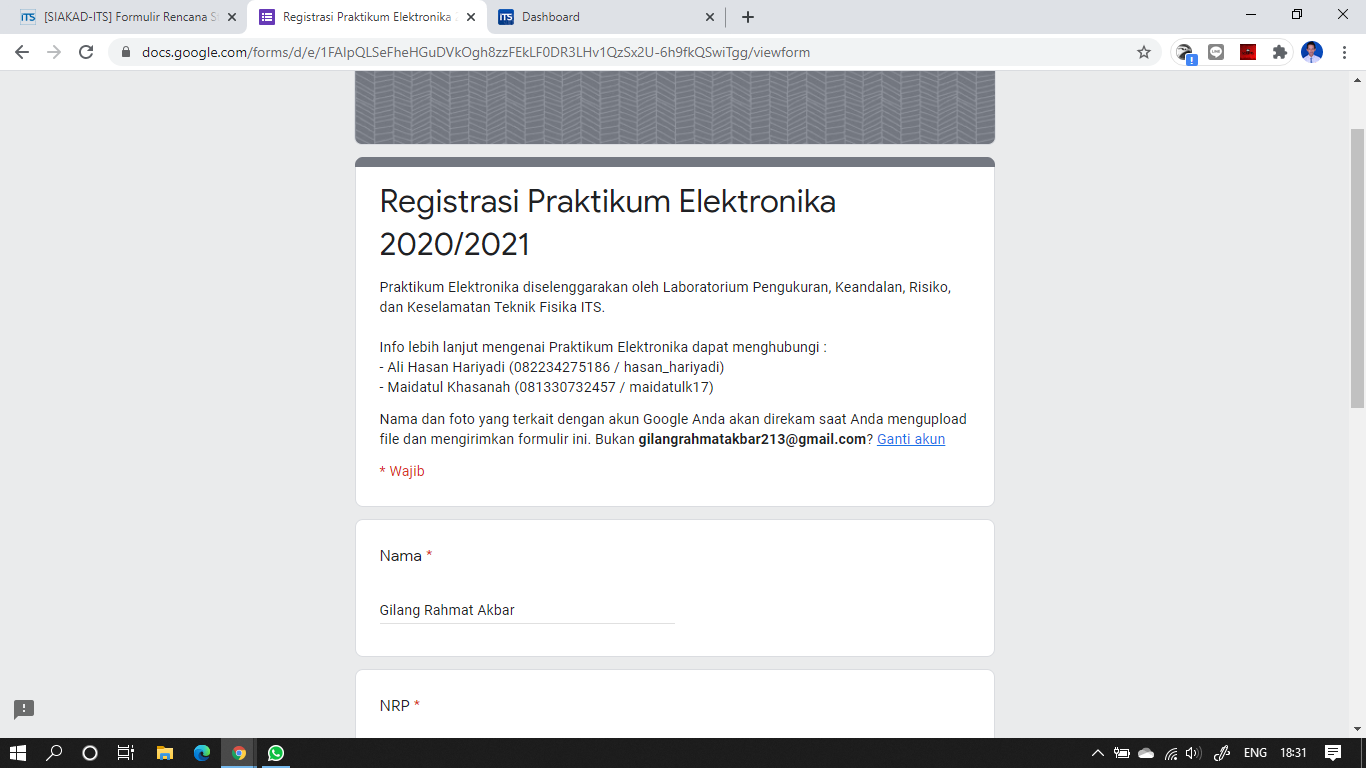 [SIAKAD-ITS] Formulir Rencana S
Registrasi Praktikum Elektronika
Dashboard
docs.google.com/forms/d/e/1FAIpQLSeFheHGuDVkOgh8zzFEkLF0DR3LHv1QzSx2U-6h9fkQSwiTgg/viewform
Registrasi Praktikum Elektronika
2020/2021
Praktikum Elektronika diselenggarakan oleh Laboratorium Pengukuran, Keandalan, Risiko,
dan Keselamatan Teknik Fisika ITS.
Info lebih lanjut mengenai Praktikum Elektronika dapat menghubungi :
- Ali Hasan Hariyadi (082234275186 / hasan_hariyadi)
- Maidatul Khasanah (081330732457 / maidatulk17)
Nama dan foto yang terkait dengan akun Google Anda akan direkam saat Anda mengupload
file dan mengirimkan formulir ini. Bukan gilangrahmatakbar213@gmail.com? Ganti akun
* Wajib
Nama *
Gilang Rahmat Akbar
NRP *
ENG 18:31